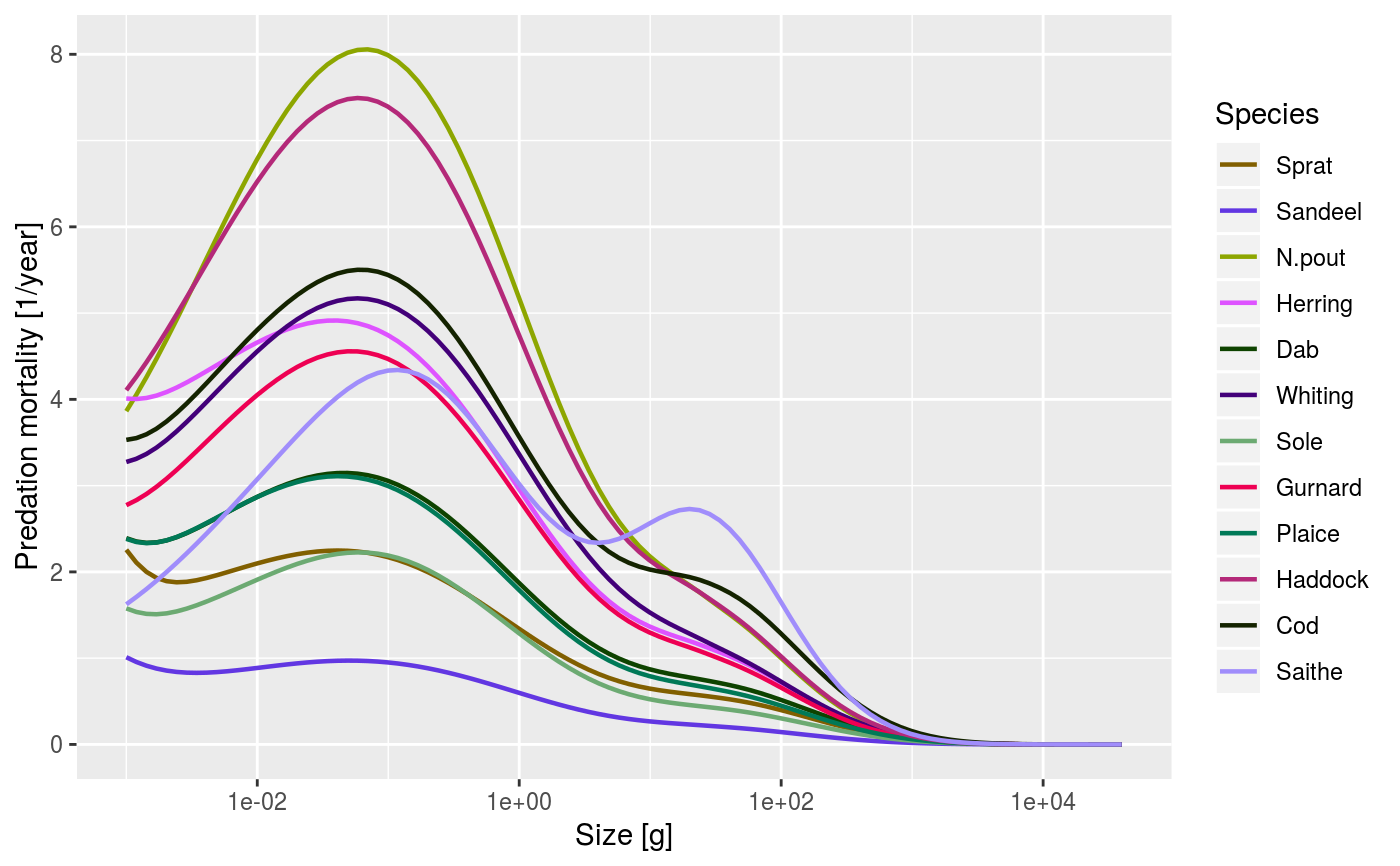 Predation mortality [1/year]
8
6
4
2
0
1e-02
1e+00
1e+02
1e+04
Size [g]
Species
Sprat
Sandeel
N.pout
Herring
Dab
Whiting
Sole
Gurnard
Plaice
Haddock
Cod
Saithe